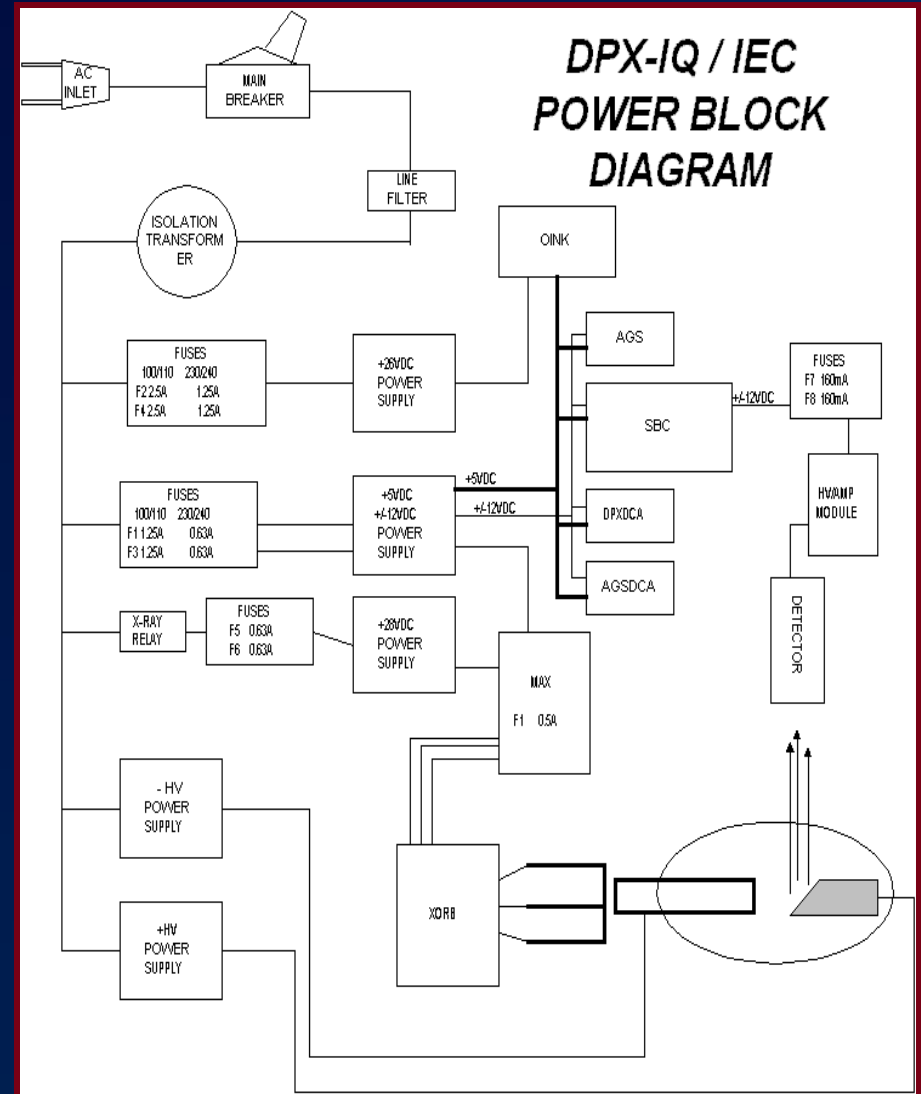 DPX-IQ / IEC
POWER BLOCK
DIAGRAM
AC
INLET
MAIN
BREAKER
LINE
FILTER
ISOLATION
TRANSFORM
ER
OINK
FUSES
100/110 230/240
F2 2.5A 1.25A
F4 2.5A 1.25A
+26VDC
POWER
SUPPLY
AGS
SBC
+/-12VDC
FUSES
F7 160mA
F8 160mA
FUSES
100/110 230/240
F1 1.25A 0.63A
F3 1.25A 0.63A
+5VDC
+/-12VDC
POWER
SUPPLY
+5VDC
+/-12VDC
DPXDCA
HV/AMP
MODULE
AGSDCA
X-RAY
RELAY
FUSES
F5 0.63A
F6 0.63A
+28VDC
POWER
SUPPLY
DETECTOR
MAX
F1 0.5A
- HV
POWER
SUPPLY
XORB
+HV
POWER
SUPPLY